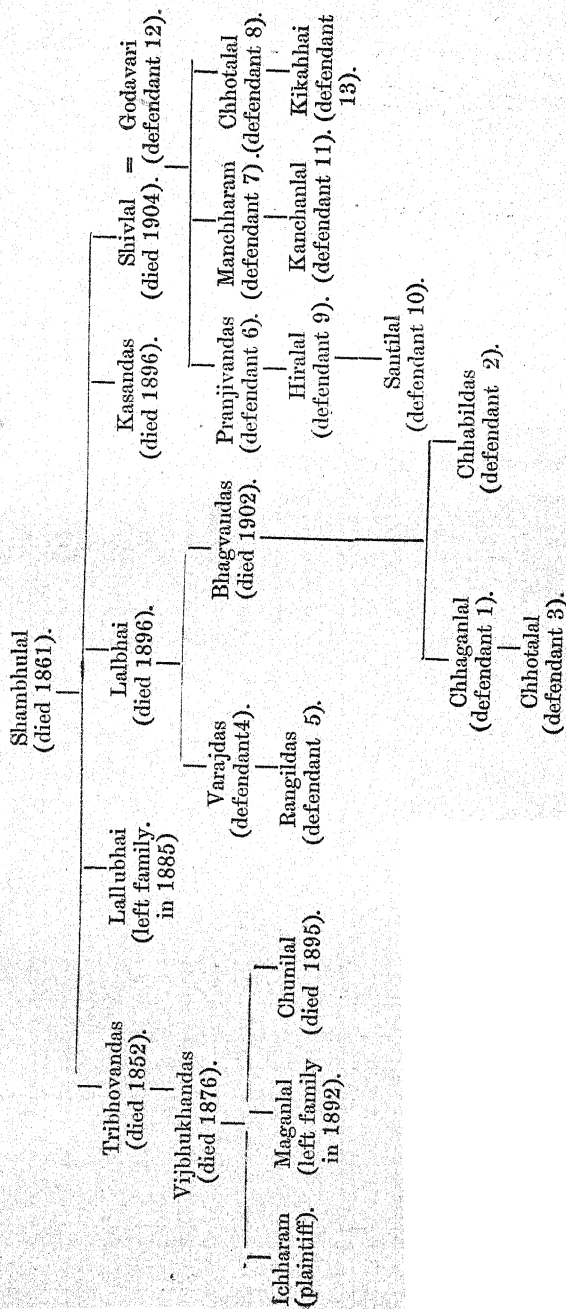 Shambhulal
(died 1861).
Tribhovandas
(died 1852).
Lallubhai
(left family.
in 1885)
Lalbhai
(died 1896).
Kasandas
(died 1896).
Shivlal = Godavari
(died 1904). (defendant 12).
Vijbhukhandas
(died 1876).
Varajdas
(defendant4).
Bhagvandas
(died 1902).
Pranjivandas
(defendant 6).
Manchharam
(defendant 7).
Chhotalal
(defendant 8).
Ichharam
(plaintiff).
Maganlal
(left family
in 1892).
Chunilal
(died 1895).
Rangildas
(defendant 5).
Hiralal
(defendant 9).
Kanchanlal
(defendant 11).
Kikahhai
(defendant
13).
Santilal
(defendant 10).
Chhaganlal
(defendant 1).
Chhabildas
(defendant 2).
Chhotalal
(defendant 3).